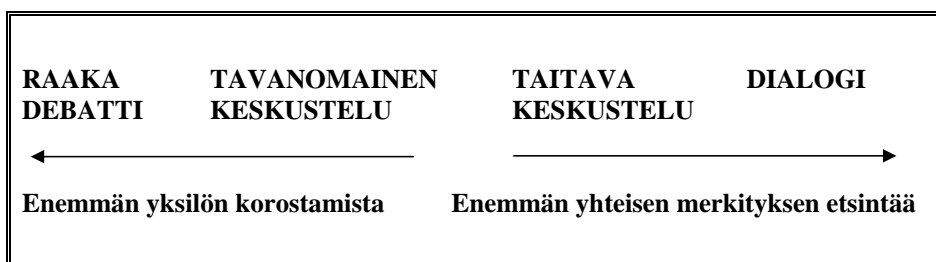 RAAKA TAVANOMAINEN TAITAVA DIALOGI
DEBATTI KESKUSTELU KESKUSTELU
Enemmän yksilön korostamista Enemmän yhteisen merkityksen etsintää